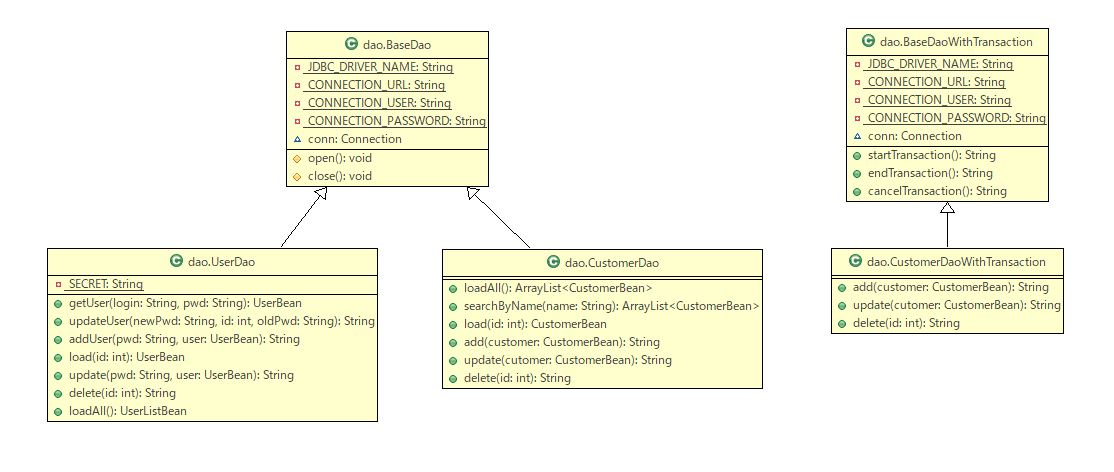 C dao.BaseDao
JDBC_DRIVER_NAME: String
CONNECTION_URL: String
CONNECTION_USER: String
CONNECTION_PASSWORD: String
conn: Connection
open(): void
close(): void
C dao.BaseDaoWithTransaction
JDBC_DRIVER_NAME: String
CONNECTION_URL: String
CONNECTION_USER: String
CONNECTION_PASSWORD: String
conn: Connection
startTransaction(): String
endTransaction(): String
cancelTransaction(): String
C dao.UserDao
SECRET: String
getUser(login: String, pwd: String): UserBean
updateUser(newPwd: String, id: int, oldPwd: String): String
addUser(pwd: String, user: UserBean): String
load(id: int): UserBean
update(pwd: String, user: UserBean): String
delete(id: int): String
loadAll(): UserListBean
C dao.CustomerDao
loadAll(): ArrayList<CustomerBean>
searchByName(name: String): ArrayList<CustomerBean>
load(id: int): CustomerBean
add(customer: CustomerBean): String
update(cutomer: CustomerBean): String
delete(id: int): String
C dao.CustomerDaoWithTransaction
add(customer: CustomerBean): String
update(cutomer: CustomerBean): String
delete(id: int): String